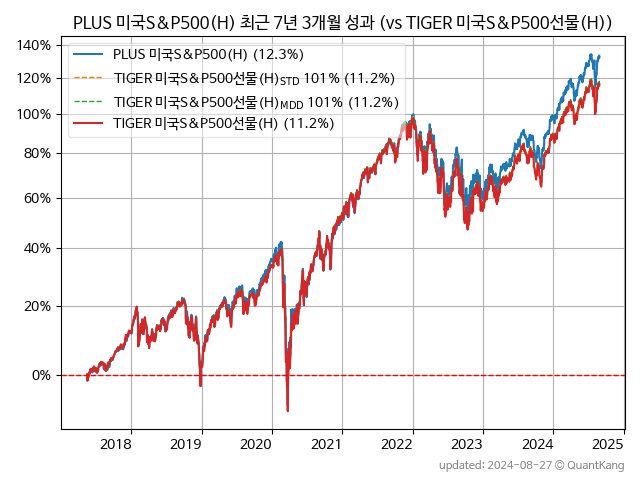 PLUS 미국S&P500(H) 최근 7년 3개월 성과 (vs TIGER 미국S&P500선물(H))
PLUS 미국S&P500(H) (12.3%)
TIGER 미국S&P500선물(H)STD 101% (11.2%)
TIGER 미국S&P500선물(H)MDD 101% (11.2%)
TIGER 미국S&P500선물(H) (11.2%)
140%
120%
100%
80%
60%
40%
20%
0%
2018 2019 2020 2021 2022 2023 2024 2025
updated: 2024-08-27 © QuantKang